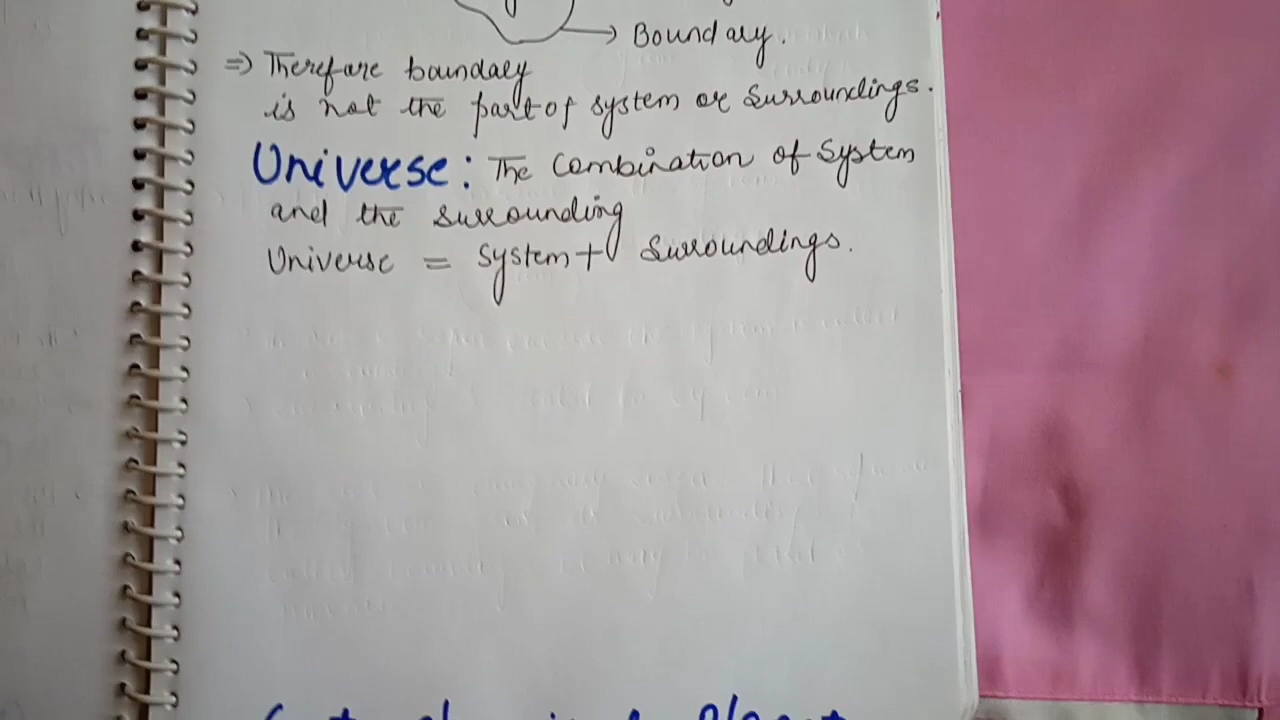 Boundary.
=> Therefore boundary
is not the part of system or surroundings.
Universe: The combination of system
and the surrounding
Universe = system + surroundings.